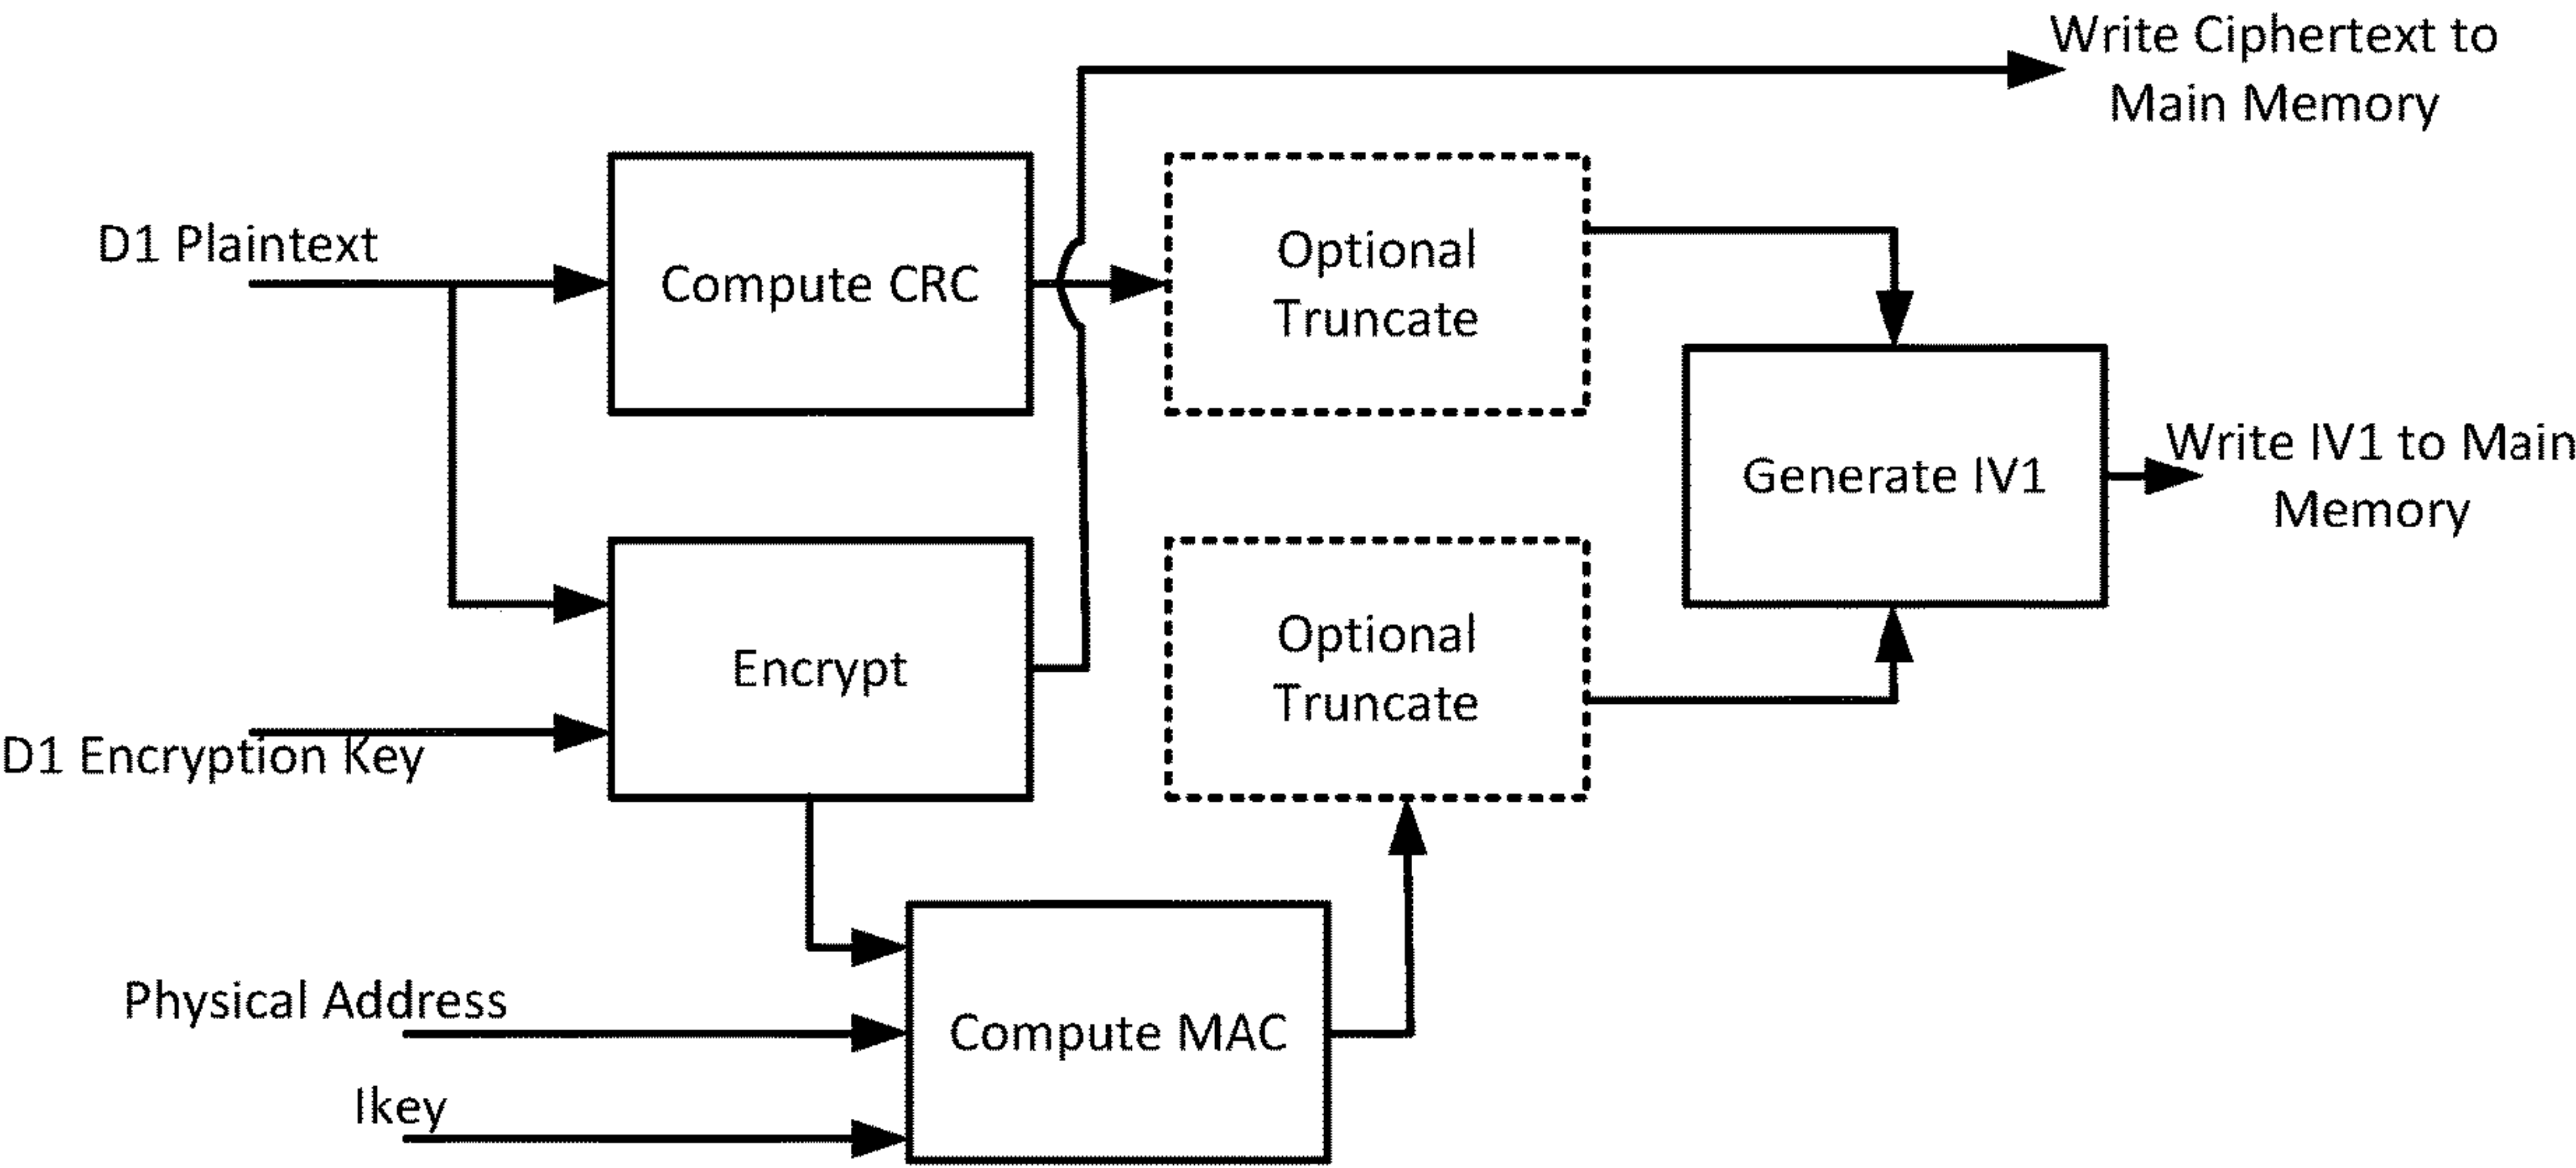 Write Ciphertext to
Main Memory
D1 Plaintext
Compute CRC
Optional
Truncate
Generate IV1
Write IV1 to Main
Memory
Encrypt
Optional
Truncate
D1 Encryption Key
Physical Address
Compute MAC
Ikey